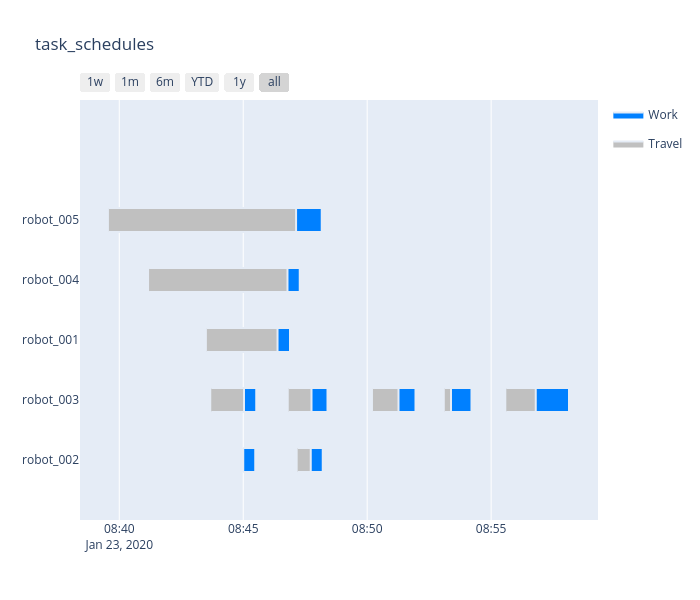 task_schedules
1w 1m 6m YTD 1y all
Work
Travel
robot_005
robot_004
robot_001
robot_003
robot_002
08:40 08:45 08:50 08:55
Jan 23, 2020